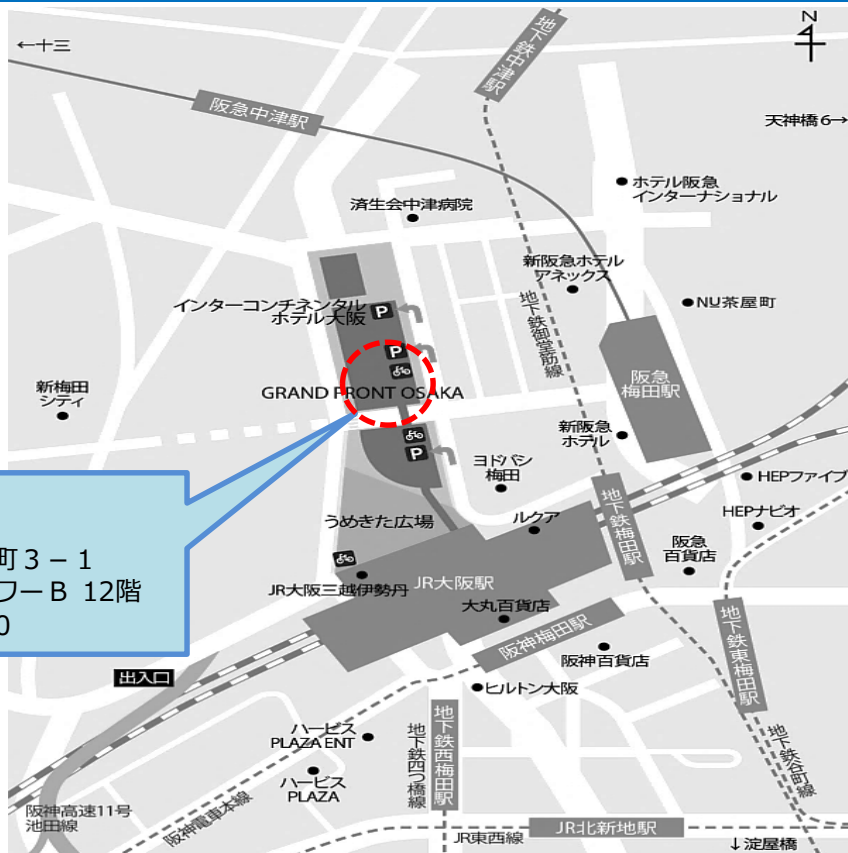 ←十三
N
地下鉄中津駅
阪急中津駅
天神橋6→
済生会中津病院
ホテル阪急
インターナショナル
新阪急ホテル
アネックス
インターコンチネンタル
ホテル大阪
P
NU茶屋町
地下鉄御堂筋線
P
阪急
梅田駅
新梅田
シティ
GRAND FRONT OSAKA
新阪急
ホテル
P
ヨドバシ
梅田
HEPファイブ
地下鉄梅田駅
HEPナビオ
うめきた広場
ルクア
町3－1
ワーB 12階
0
阪急
百貨店
JR大阪駅
JR大阪三越伊勢丹
大丸百貨店
阪神梅田駅
阪神百貨店
地下鉄東梅田駅
出入口
ヒルトン大阪
ハービス
PLAZA ENT
地下鉄四つ橋線
地下鉄西梅田駅
地下鉄谷町線
ハービス
PLAZA
阪神高速11号
池田線
阪神電車本線
JR東西線
JR北新地駅
↓淀屋橋